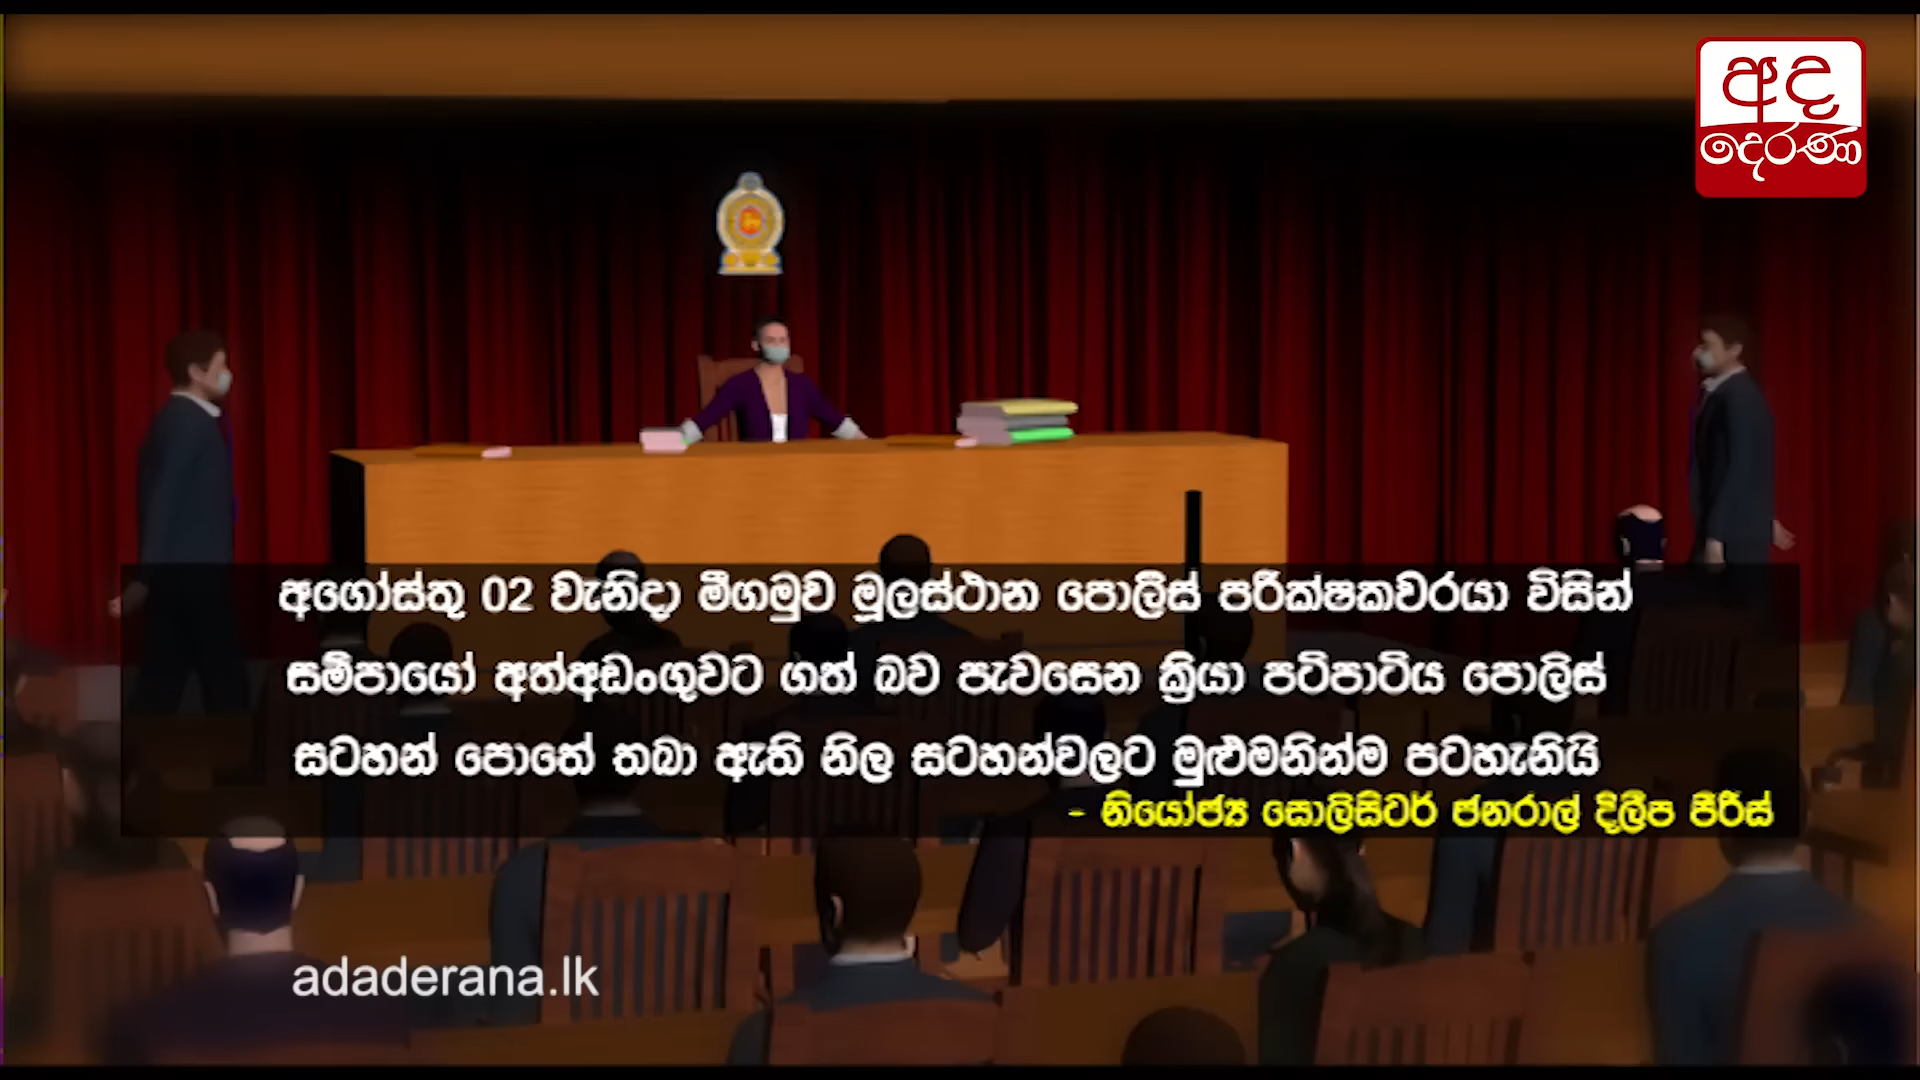 අද
දෙරණ
අගෝස්තු 02 වැනිදා මීගමුව මූලස්ථාන පොලීස් පරීක්ෂකවරයා විසින්
සම්පායෝ අත්අඩංගුවට ගත් බව පැවසෙන ක්‍රියා පටිපාටිය පොලිස්
සටහන් පොතේ තබා ඇති නිල සටහන්වලට මුළුමනින්ම පටහැනියි
- නියෝජ්‍ය සොලිසිටර් ජනරාල් දිලීප පීරිස්
adaderana.lk